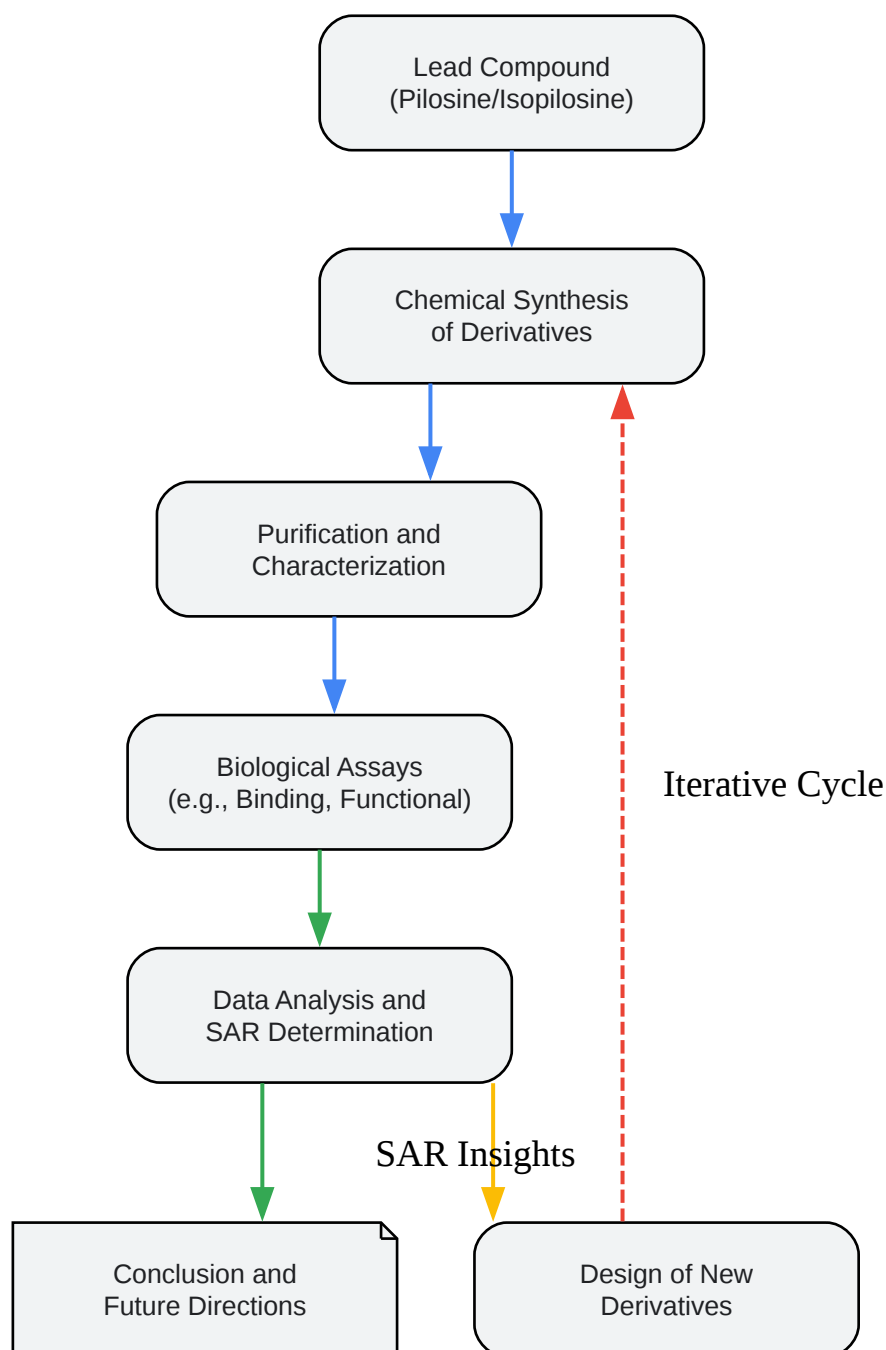 Lead Compound
(Pilosine/Isopilosine)
Chemical Synthesis
of Derivatives
Purification and
Characterization
Biological Assays
(e.g., Binding, Functional)
Iterative Cycle
Data Analysis and
SAR Determination
SAR Insights
Conclusion and
Future Directions
Design of New
Derivatives